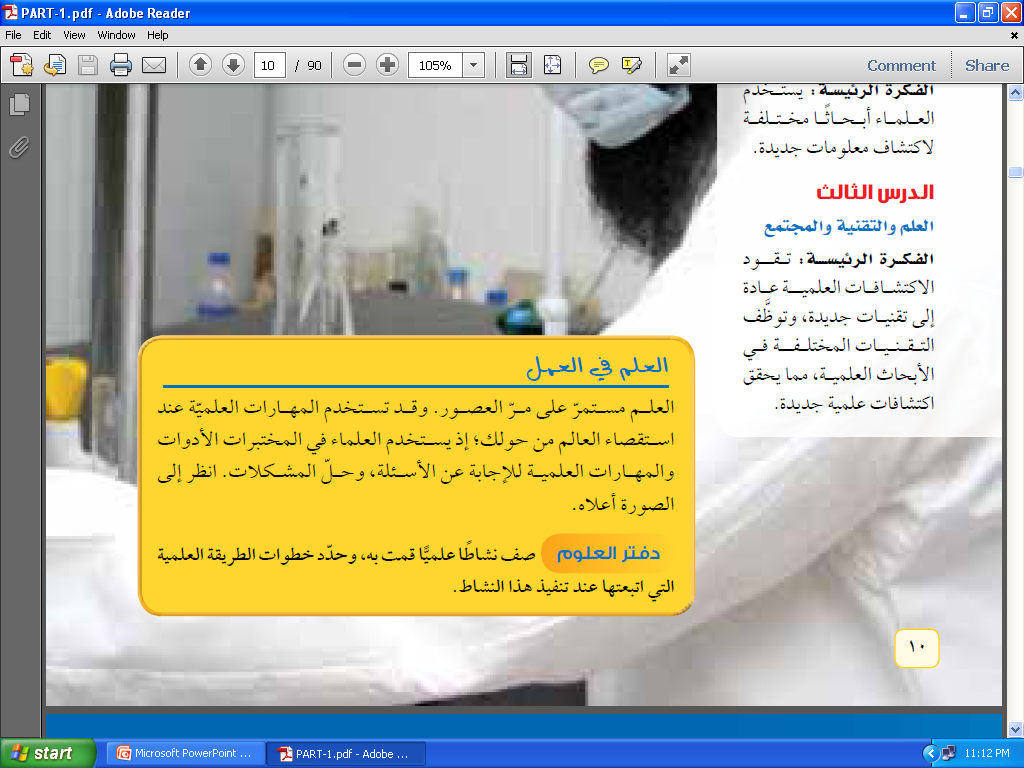 PART-1.pdf - Adobe Reader
File Edit View Window Help
10 / 90 105% Comment Share
الفكرة الرئيسة: يستخدم
العلماء أبحاثًا مختلفة
لاكتشاف معلومات جديدة.
الدرس الثالث
العلم والتقنية والمجتمع
الفكرة الرئيسة: تقود
الاكتشافات العلمية عادة
إلى تقنيات جديدة، وتوظَّف
التقنيات المختلفة في
الأبحاث العلمية، مما يحقق
اكتشافات علمية جديدة.
العلم في العمل
العلم مستمرّ على مرّ العصور. وقد تستخدم المهارات العلميّة عند
استقصاء العالم من حولك؛ إذ يستخدم العلماء في المختبرات الأدوات
والمهارات العلمية للإجابة عن الأسئلة، وحلّ المشكلات. انظر إلى
الصورة أعلاه.
دفتر العلوم صف نشاطًا علميًّا قمت به، وحدّد خطوات الطريقة العلمية
التي اتبعتها عند تنفيذ هذا النشاط.
١٠
start Microsoft PowerPoint ... PART-1.pdf - Adobe ... 11:12 PM